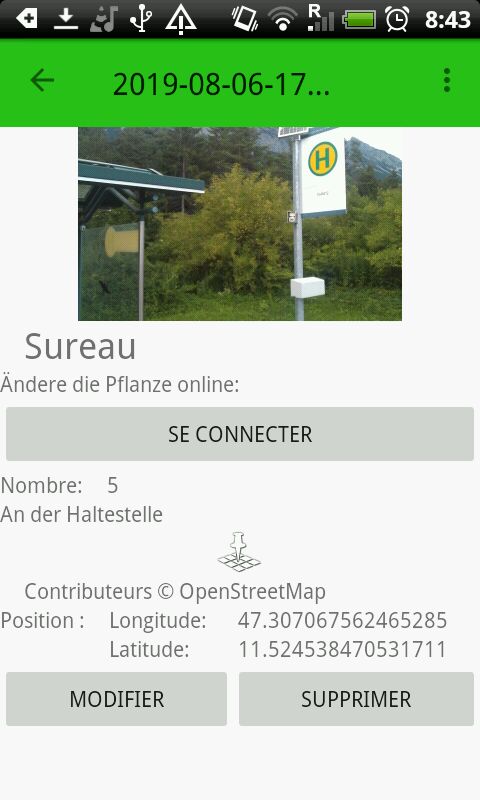 R
8:43
2019-08-06-17...
H
Sureau
Ändere die Pflanze online:
SE CONNECTER
Nombre: 5
An der Haltestelle
Contributeurs © OpenStreetMap
Position : Longitude: 47.307067562465285
Latitude: 11.524538470531711
MODIFIER SUPPRIMER